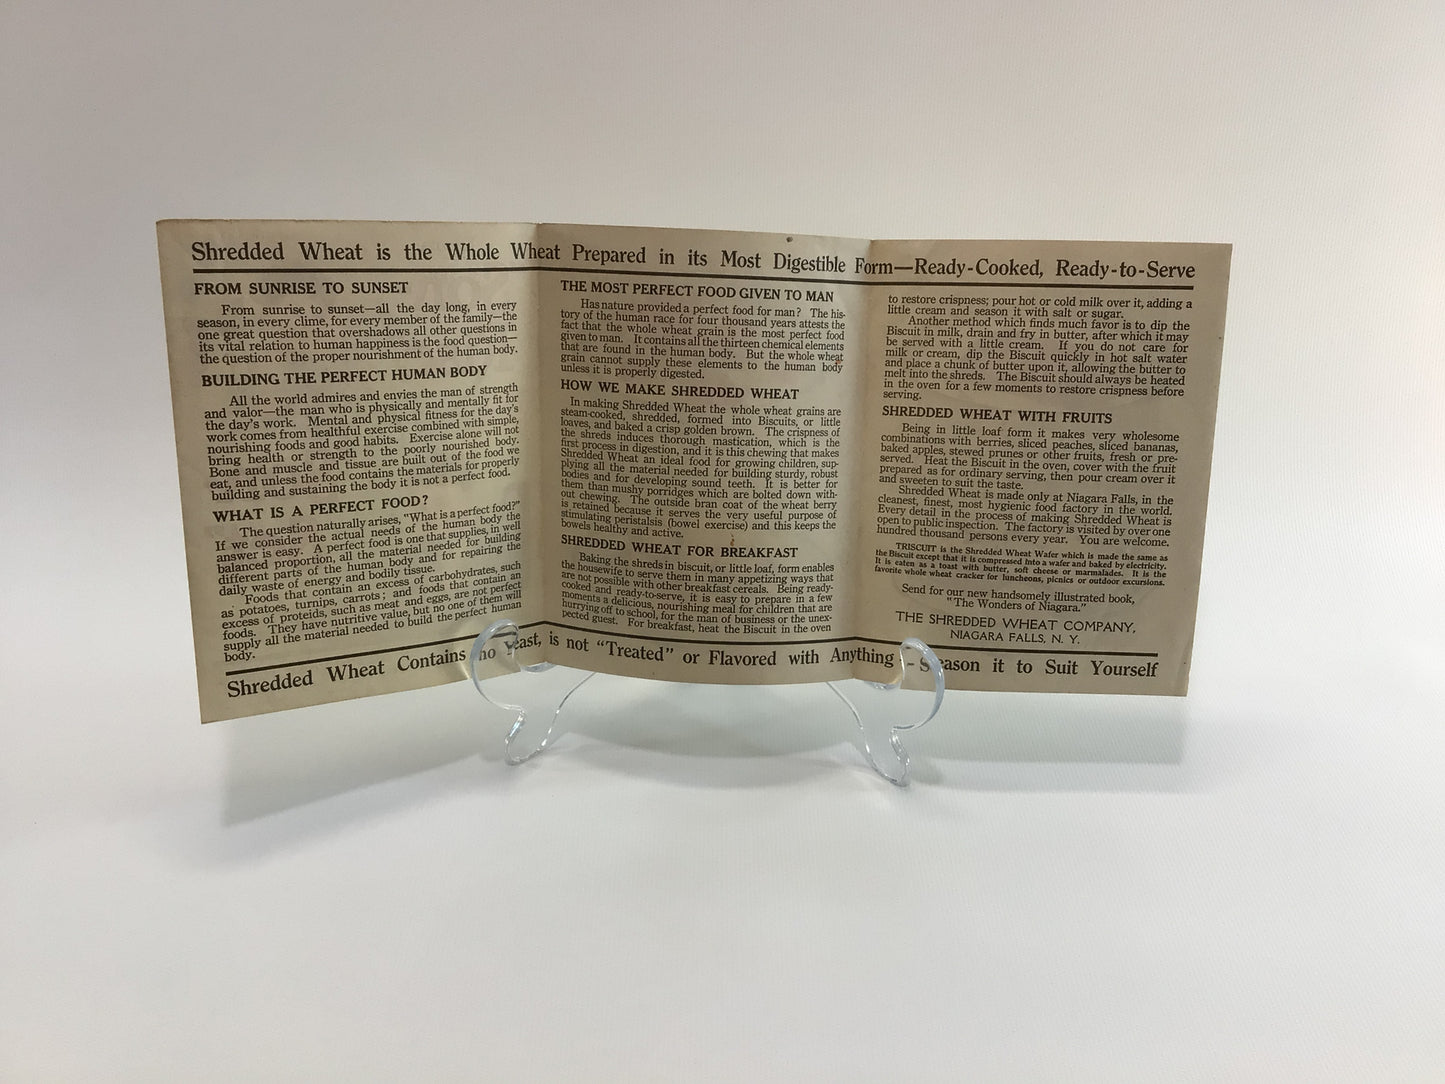 Shredded Wheat is the Whole Wheat Prepared in its Most Digestible Form—Ready-Cooked, Ready-to-Serve
FROM SUNRISE TO SUNSET
From sunrise to sunset—all the day long, in every
season, in every clime, for every member of the family—the
one great question that overshadows all other questions in
its vital relation to human happiness is the food question—
the question of the proper nourishment of the human body.
BUILDING THE PERFECT HUMAN BODY
All the world admires and envies the man of strength
and valor—the man who is physically and mentally fit for
the day's work. Mental and physical fitness for the day's
work comes from healthful exercise combined with simple,
nourishing foods and good habits. Exercise alone will not
bring health or strength to the poorly nourished body.
Bone and muscle and tissue are built out of the food we
eat, and unless the food contains the materials for properly
building and sustaining the body it is not a perfect food.
WHAT IS A PERFECT FOOD?
The question naturally arises, "What is a perfect food?"
If we consider the actual needs of the human body the
answer is easy. A perfect food is one that supplies, in well
balanced proportion, all the material needed for building
different parts of the human body and for repairing the
daily waste of energy and bodily tissue.
Foods that contain an excess of carbohydrates, such
as potatoes, turnips, carrots; and foods that contain an
excess of proteids, such as meat and eggs, are not perfect
foods. They have nutritive value, but no one of them will
supply all the material needed to build the perfect human
body.
THE MOST PERFECT FOOD GIVEN TO MAN
Has nature provided a perfect food for man? The his-
tory of the human race for four thousand years attests the
fact that the whole wheat grain is the most perfect food
given to man. It contains all the thirteen chemical elements
that are found in the human body. But the whole wheat
grain cannot supply these elements to the human body
unless it is properly digested.
HOW WE MAKE SHREDDED WHEAT
In making Shredded Wheat the whole wheat grains are
steam-cooked, shredded, formed into Biscuits, or little
loaves, and baked a crisp golden brown. The crispness of
the shreds induces thorough mastication, which is the
first process in digestion, and it is this chewing that makes
Shredded Wheat an ideal food for growing children, sup-
plying all the material needed for building sturdy, robust
bodies and for developing sound teeth. It is better for
them than mushy porridges which are bolted down with-
out chewing. The outside bran coat of the wheat berry
is retained because it serves the very useful purpose of
stimulating peristalsis (bowel exercise) and this keeps the
bowels healthy and active.
SHREDDED WHEAT FOR BREAKFAST
Baking the shreds in biscuit, or little loaf, form enables
the housewife to serve them in many appetizing ways that
are not possible with other breakfast cereals. Being ready-
cooked and ready-to-serve, it is easy to prepare in a few
moments a delicious, nourishing meal for children that are
hurrying off to school, for the man of business or the unex-
pected guest. For breakfast, heat the Biscuit in the oven
to restore crispness; pour hot or cold milk over it, adding a
little cream and season it with salt or sugar.
Another method which finds much favor is to dip the
Biscuit in milk, drain and fry in butter, after which it may
be served with a little cream. If you do not care for
milk or cream, dip the Biscuit quickly in hot salt water
and place a chunk of butter upon it, allowing the butter to
melt into the shreds. The Biscuit should always be heated
in the oven for a few moments to restore crispness before
serving.
SHREDDED WHEAT WITH FRUITS
Being in little loaf form it makes very wholesome
combinations with berries, sliced peaches, sliced bananas,
baked apples, stewed prunes or other fruits, fresh or pre-
served. Heat the Biscuit in the oven, cover with the fruit
prepared as for ordinary serving, then pour cream over it
and sweeten to suit the taste.
Shredded Wheat is made only at Niagara Falls, in the
cleanest, finest, most hygienic food factory in the world.
Every detail in the process of making Shredded Wheat is
open to public inspection. The factory is visited by over one
hundred thousand persons every year. You are welcome.
TRISCUIT is the Shredded Wheat Wafer which is made the same as
the Biscuit except that it is compressed into a wafer and baked by electricity.
It is eaten as a toast with butter, soft cheese or marmalades. It is the
favorite whole wheat cracker for luncheons, picnics or outdoor excursions.
Send for our new handsomely illustrated book,
"The Wonders of Niagara."
THE SHREDDED WHEAT COMPANY,
NIAGARA FALLS, N. Y.
Shredded Wheat Contains no Yeast, is not "Treated" or Flavored with Anything—Season it to Suit Yourself